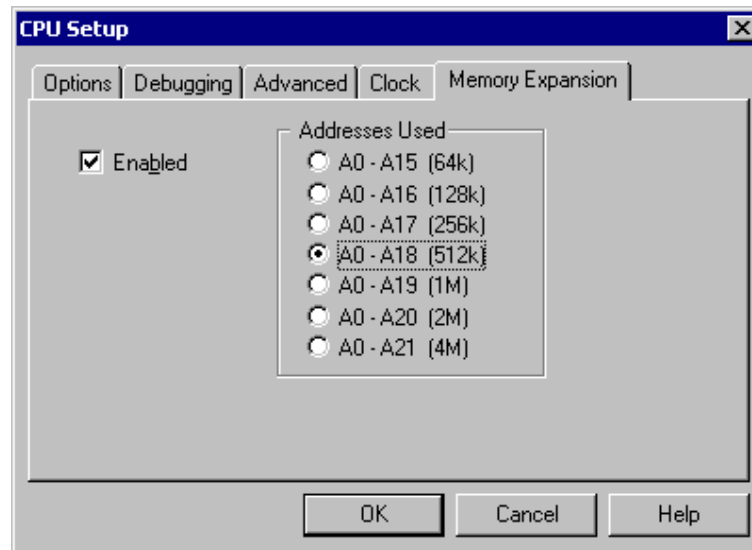 CPU Setup
Options Debugging Advanced Clock Memory Expansion
Addresses Used
Enabled
A0 - A15 (64k)
A0 - A16 (128k)
A0 - A17 (256k)
A0 - A18 (512k)
A0 - A19 (1M)
A0 - A20 (2M)
A0 - A21 (4M)
OK Cancel Help